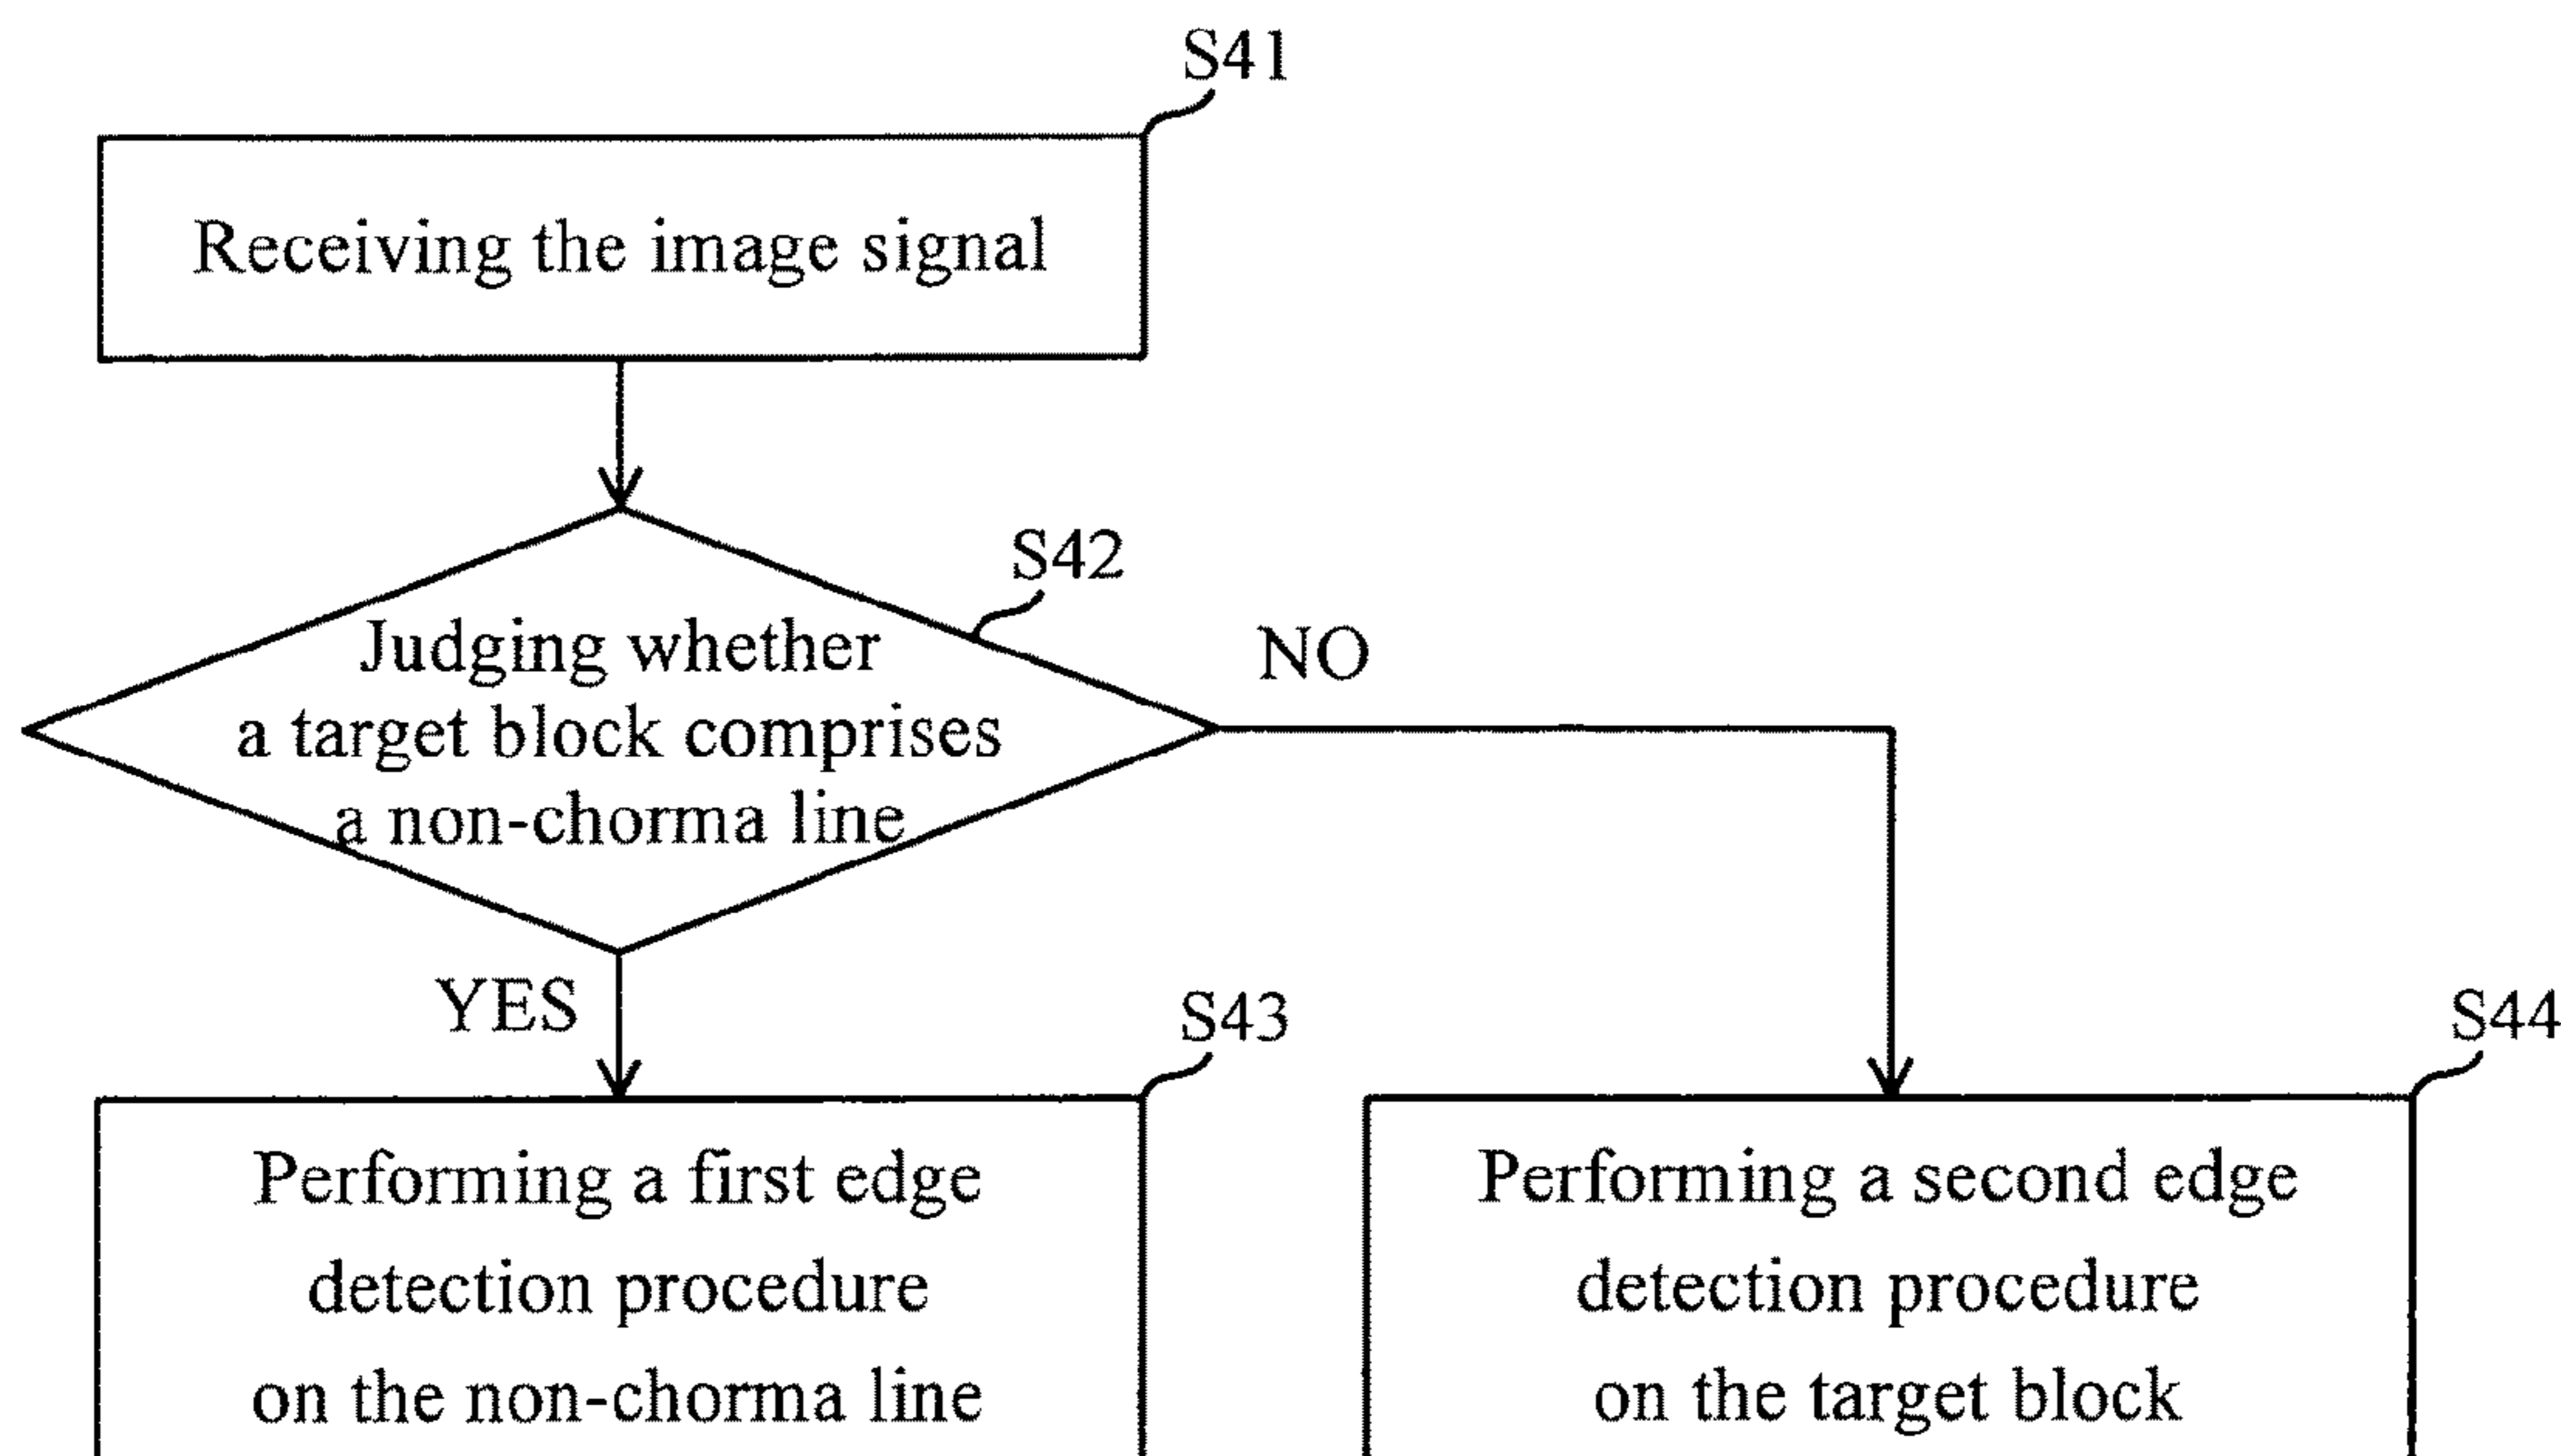 S41
Receiving the image signal
S42
Judging whether
a target block comprises
a non-chorma line
NO
YES
S43
Performing a first edge
detection procedure
on the non-chorma line
S44
Performing a second edge
detection procedure
on the target block